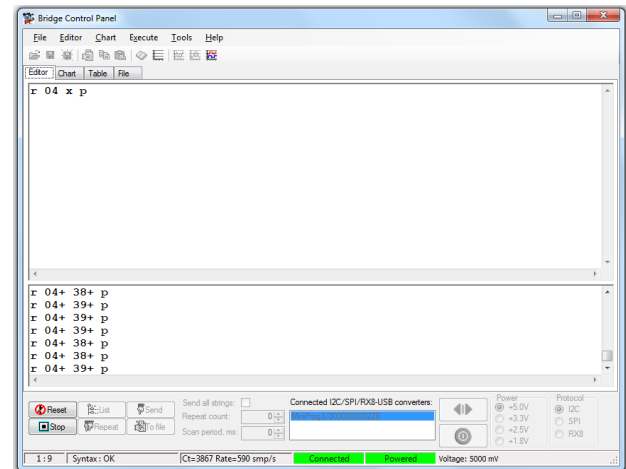 Bridge Control Panel
File Editor Chart Execute Tools Help
Editor Chart Table File
r 04 x p
r 04+ 38+ p
r 04+ 39+ p
r 04+ 39+ p
r 04+ 39+ p
r 04+ 38+ p
r 04+ 38+ p
r 04+ 39+ p
Reset List Send Send all strings: Connected I2C/SPI/RX8-USB converters: Power Protocol
Repeat count: 0 +5.0V I2C
Stop Repeat To file +3.3V SPI
Scan period, ms: 0 +2.5V RX8
+1.8V
1:9 Syntax : OK Ct=3867 Rate=590 smp/s Connected Powered Voltage: 5000 mV